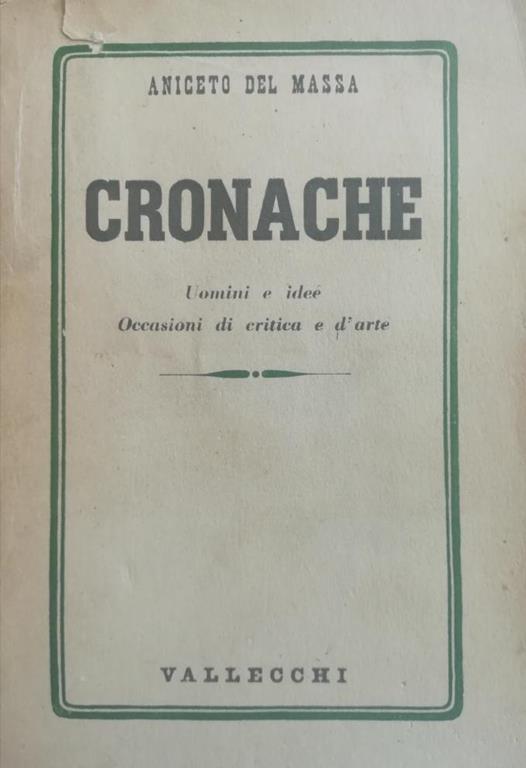 ANICETO DEL MASSA
CRONACHE
Uomini e idee
Occasioni di critica e d'arte
VALLECCHI